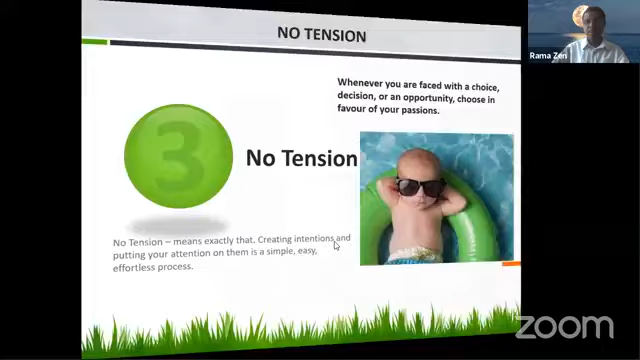 NO TENSION
Rama Zen
Whenever you are faced with a choice,
decision, or an opportunity, choose in
favour of your passions.
3
No Tension
No Tension – means exactly that. Creating intentions and
putting your attention on them is a simple, easy,
effortless process.
zoom